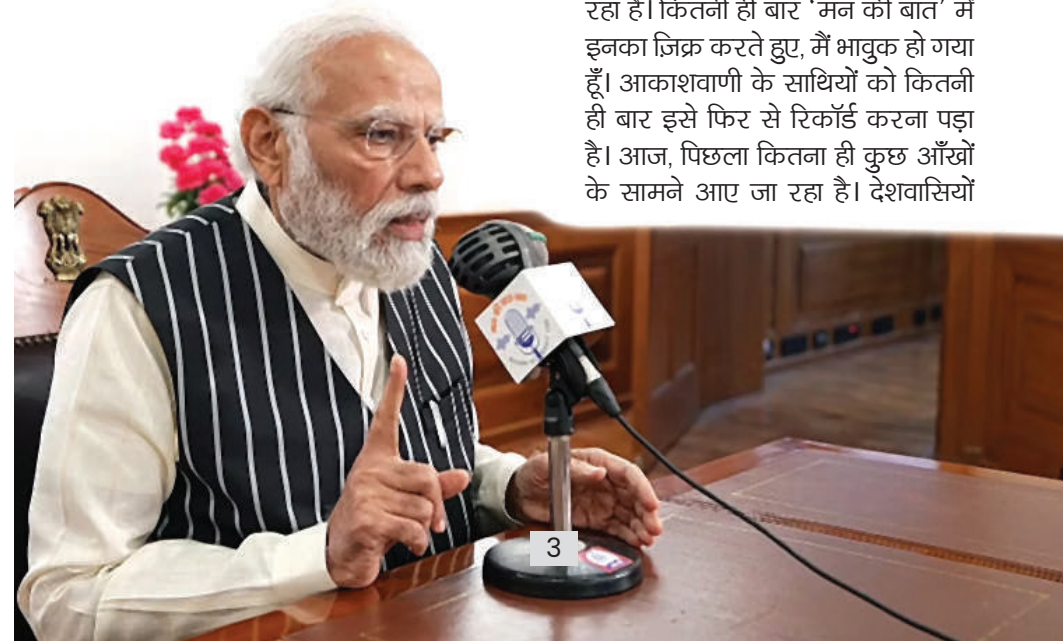 रहा है। कितनी ही बार ‘मन की बात’ में
इनका ज़िक्र करते हुए, मैं भावुक हो गया
हूँ। आकाशवाणी के साथियों को कितनी
ही बार इसे फिर से रिकॉर्ड करना पड़ा
है। आज, पिछला कितना ही कुछ आँखों
के सामने आए जा रहा है। देशवासियों
3